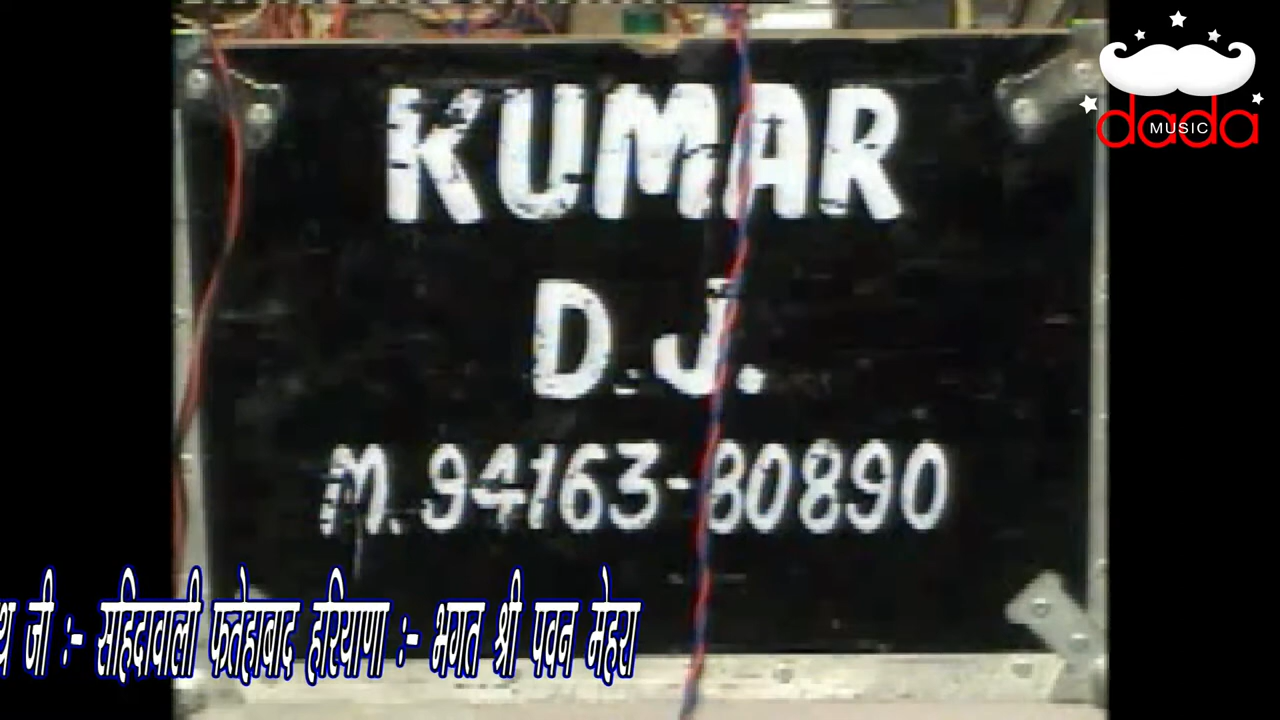 KUMAR
D.J.
M. 94163-80890
dada
MUSIC
जी :- सहिदावाली फतेहाबाद हरियाणा :- भगत श्री पवन मेहरा